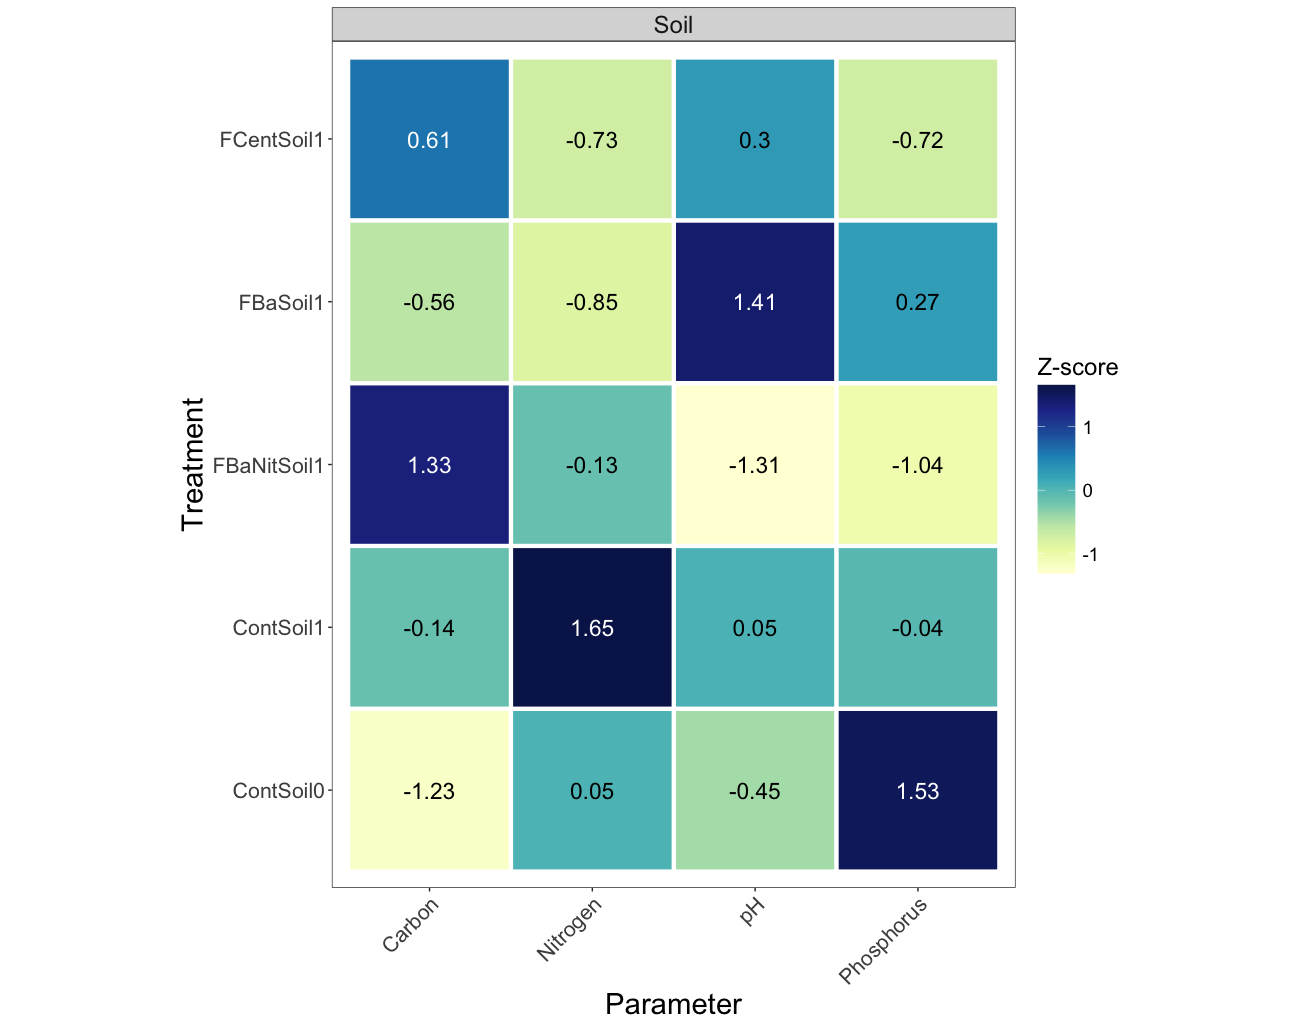 Soil
FCentSoil1 0.61 -0.73 0.3 -0.72
FBaSoil1 -0.56 -0.85 1.41 0.27
FBaNitSoil1 1.33 -0.13 -1.31 -1.04
ContSoil1 -0.14 1.65 0.05 -0.04
ContSoil0 -1.23 0.05 -0.45 1.53
Treatment
Carbon Nitrogen pH Phosphorus
Parameter
Z-score
1
0
-1